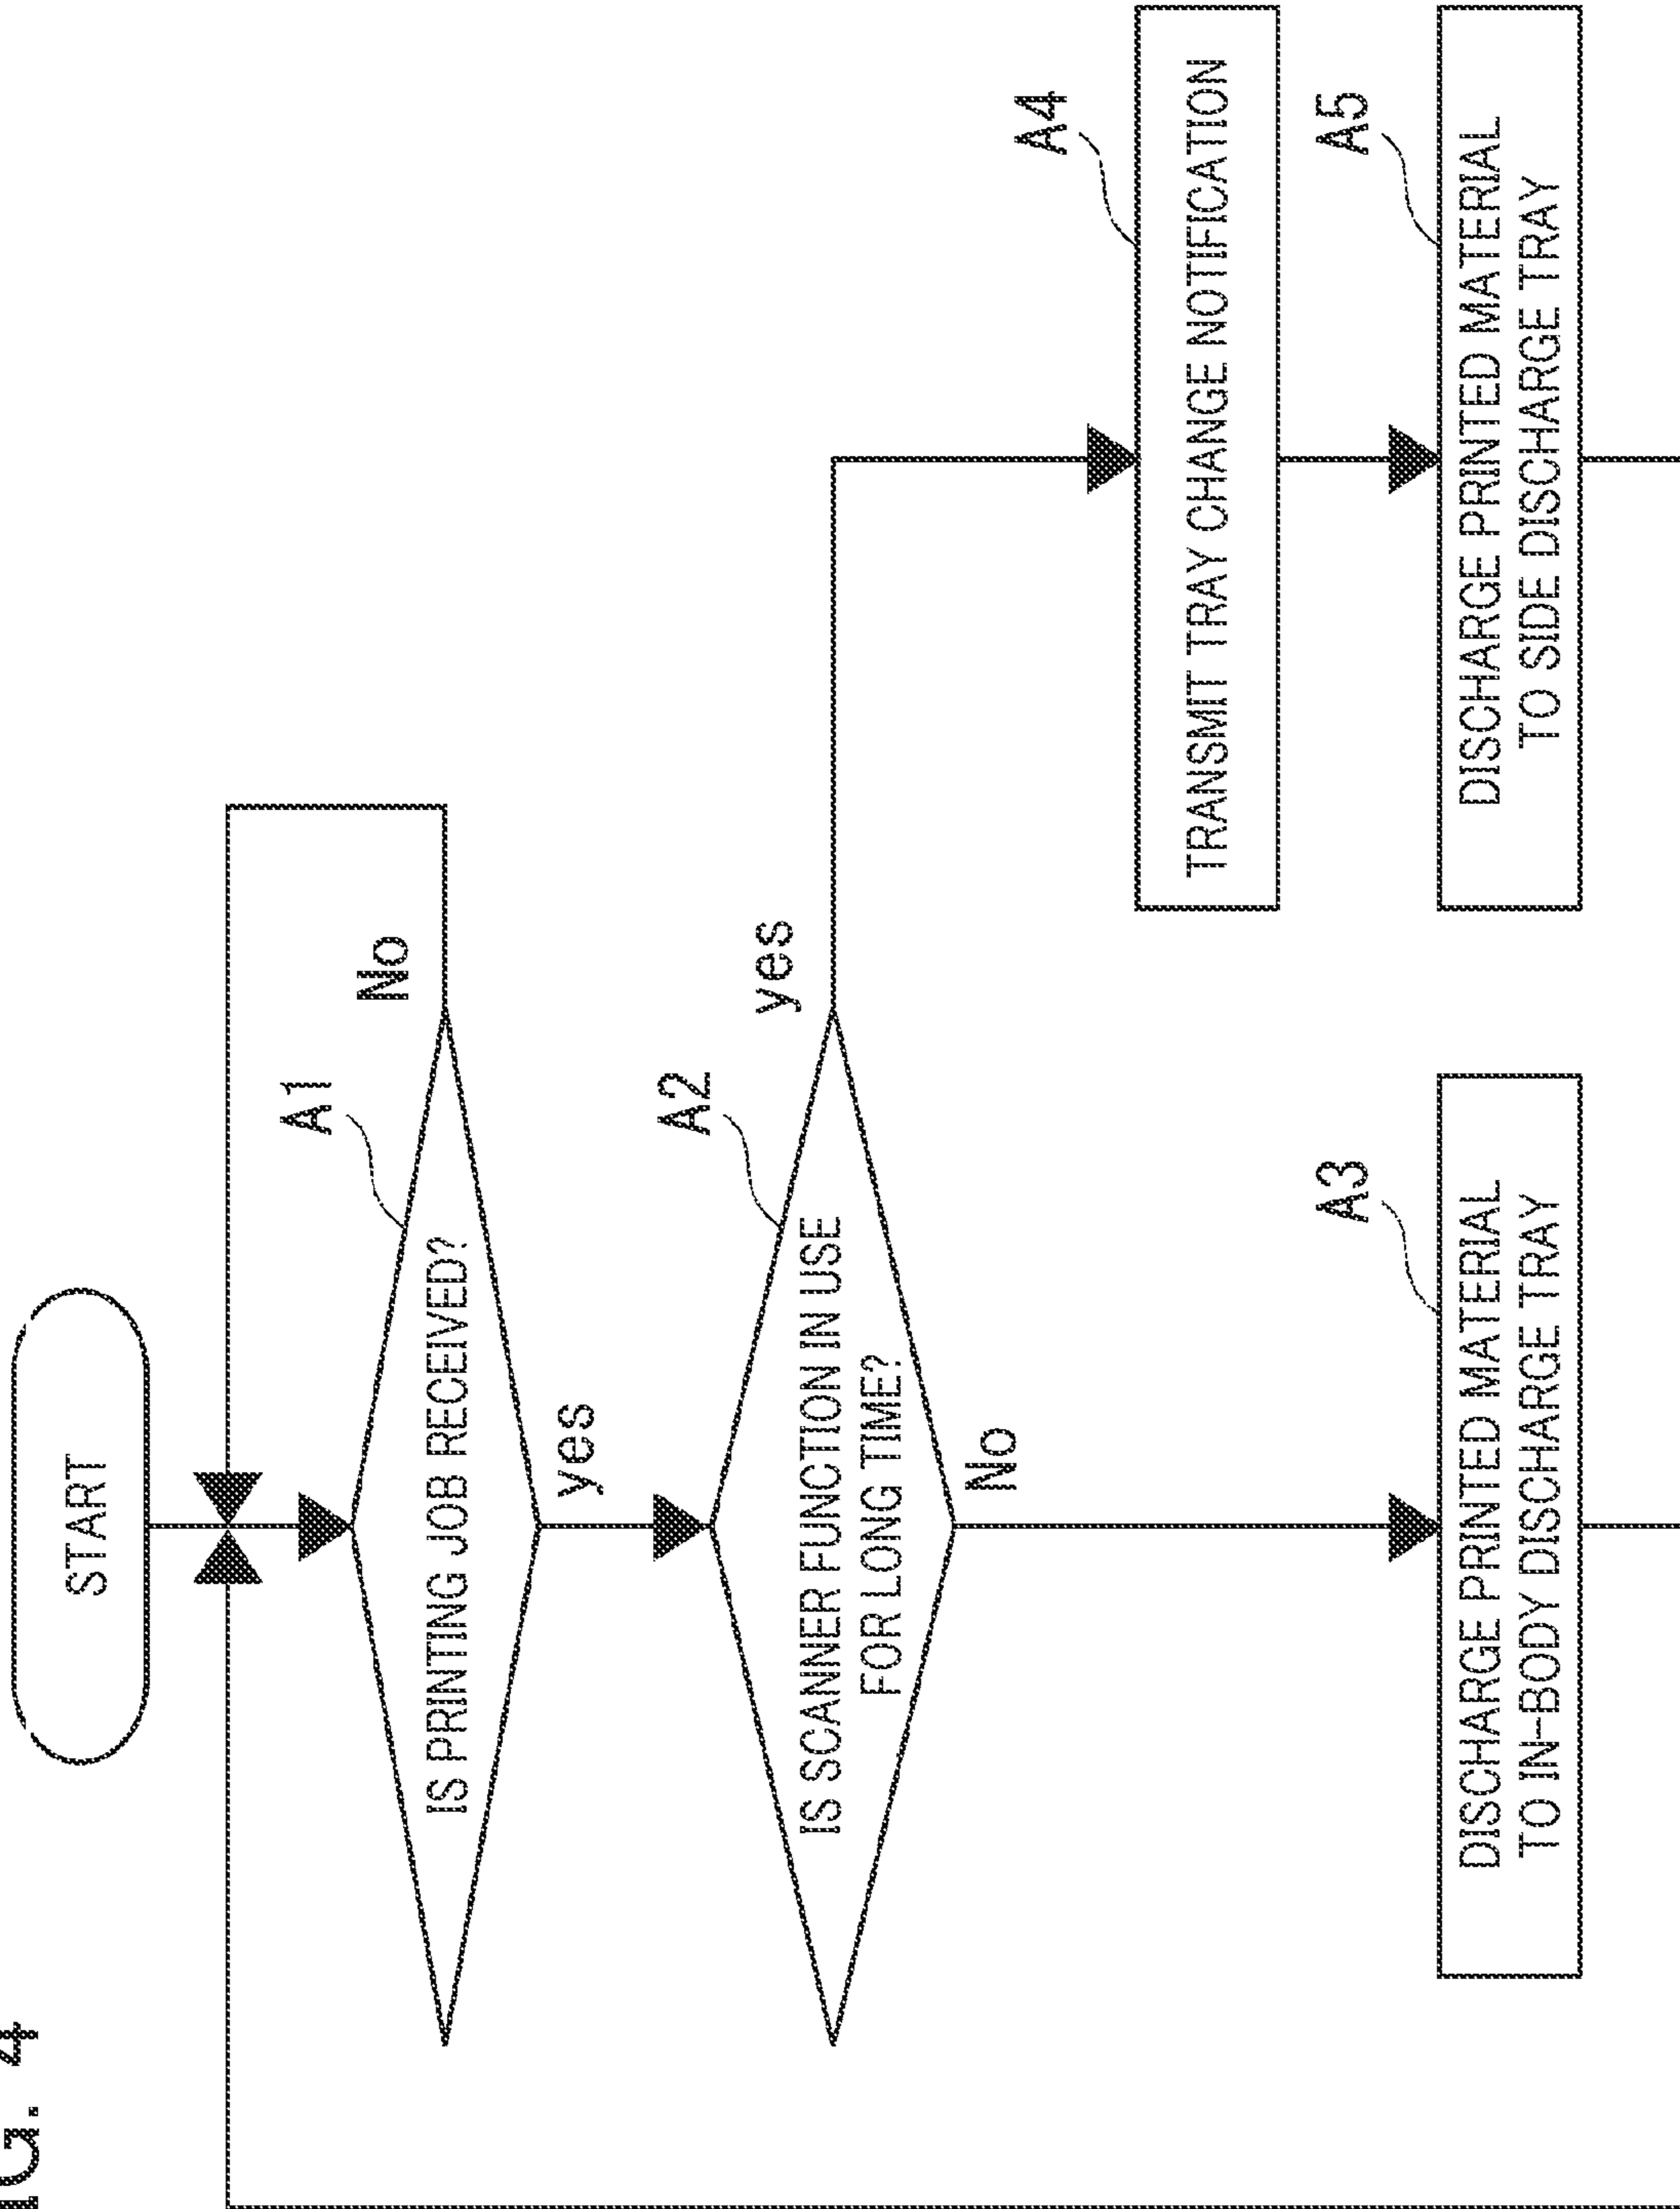 IG. 4
START
A1
IS PRINTING JOB RECEIVED?
No
yes
A2
IS SCANNER FUNCTION IN USE
FOR LONG TIME?
yes
No
A4
TRANSMIT TRAY CHANGE NOTIFICATION
A3
DISCHARGE PRINTED MATERIAL
TO IN-BODY DISCHARGE TRAY
A5
DISCHARGE PRINTED MATERIAL
TO SIDE DISCHARGE TRAY